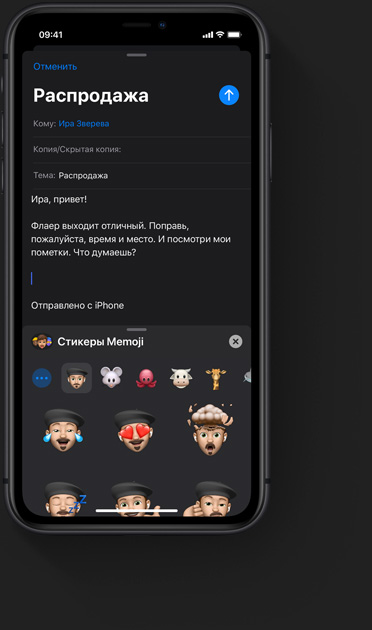 09:41
Отменить
Распродажа
Кому: Ира Зверева
Копия/Скрытая копия:
Тема: Распродажа
Ира, привет!
Флаер выходит отличный. Поправь,
пожалуйста, время и место. И посмотри мои
пометки. Что думаешь?
Отправлено с iPhone
Стикеры Memoji